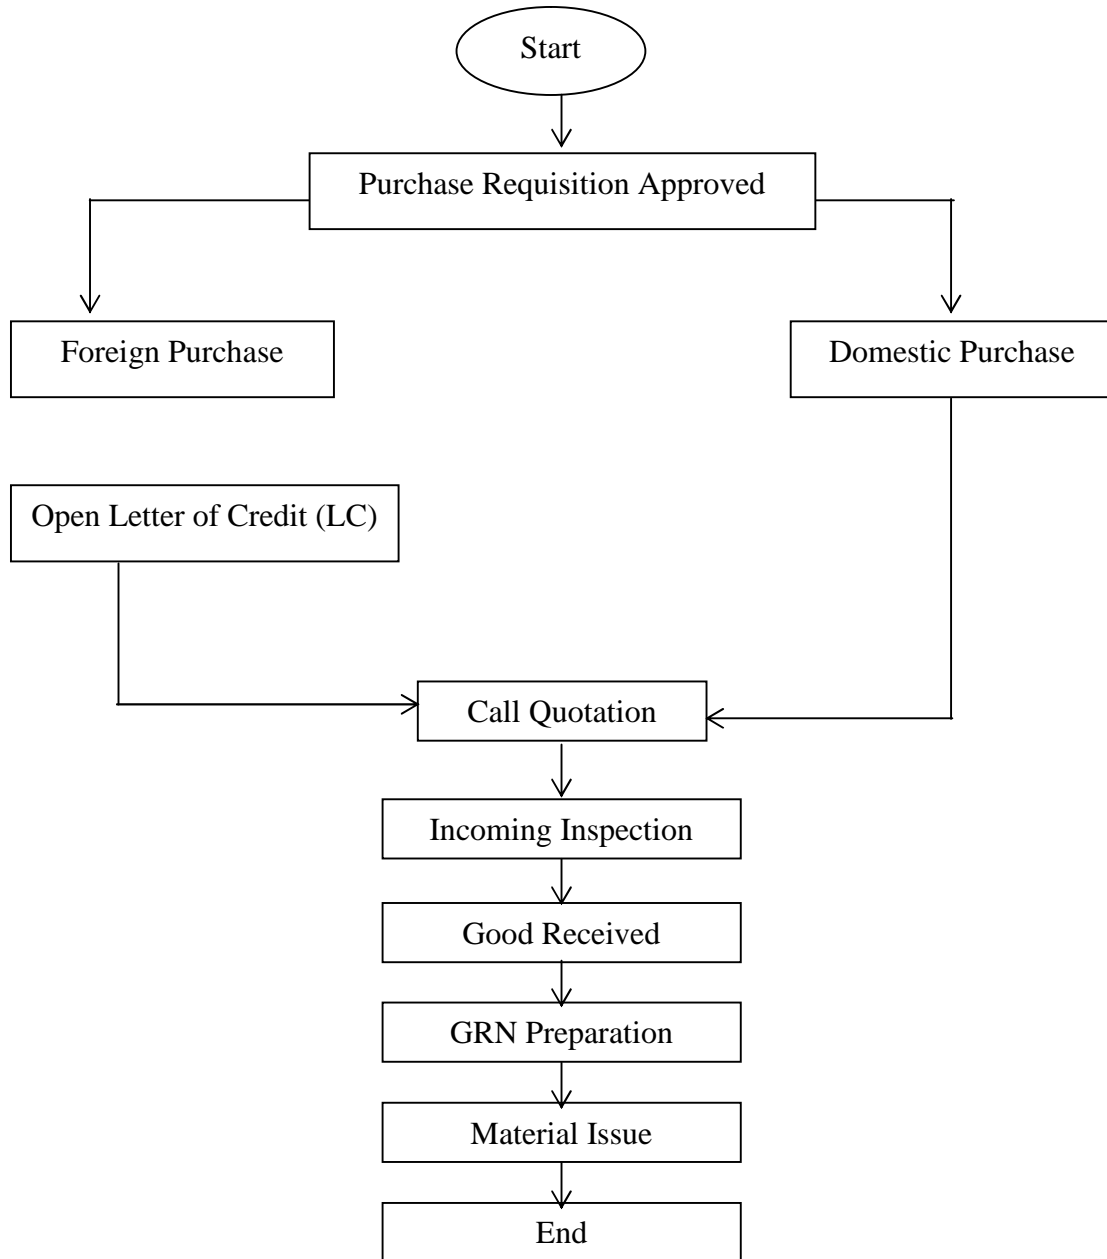 Start
Purchase Requisition Approved
Foreign Purchase
Domestic Purchase
Open Letter of Credit (LC)
Call Quotation
Incoming Inspection
Good Received
GRN Preparation
Material Issue
End